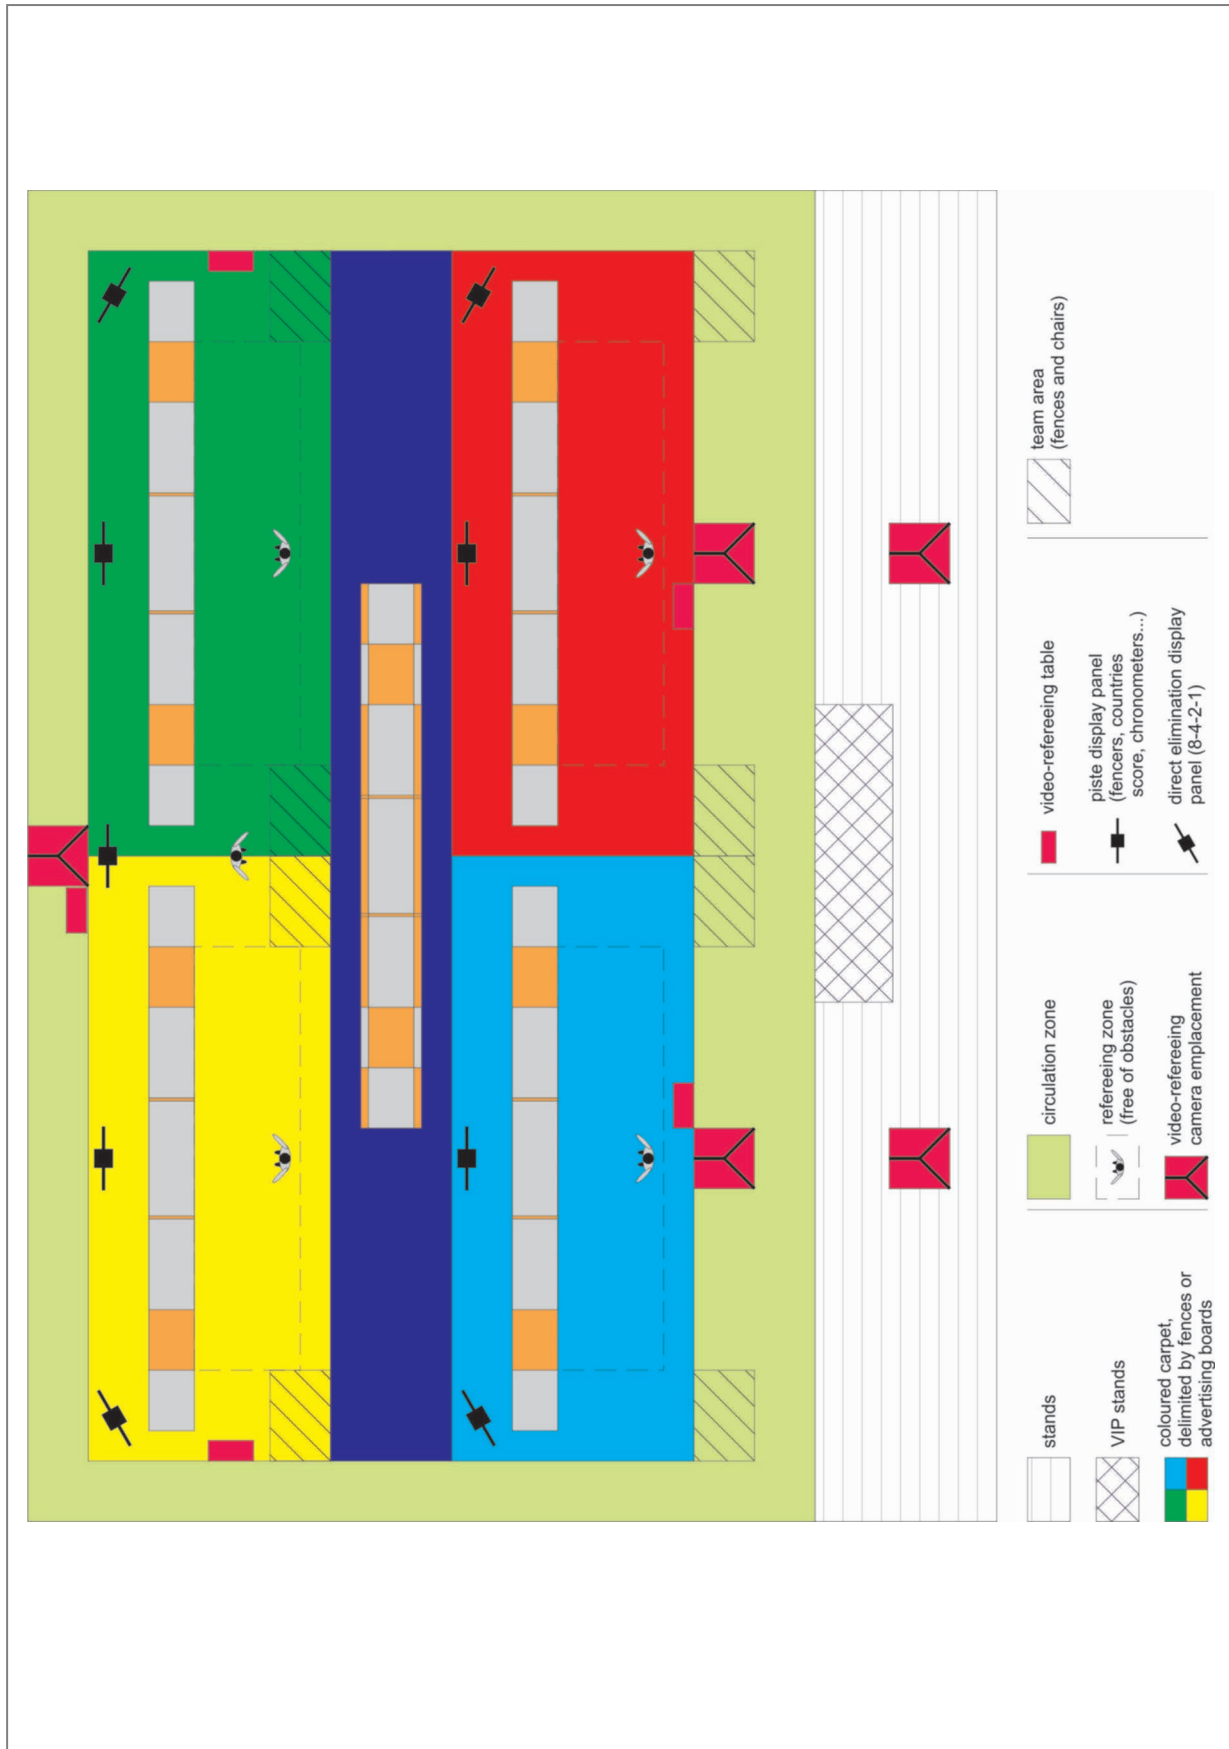 stands
VIP stands
coloured carpet,
delimited by fences or
advertising boards
circulation zone
refereeing zone
(free of obstacles)
video-refereeing
camera emplacement
video-refereeing table
piste display panel
(fencers, countries
score, chronometers...)
direct elimination display
panel (8-4-2-1)
team area
(fences and chairs)